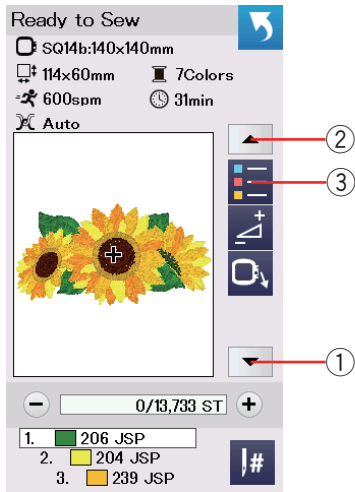 Ready to Sew
SQ14b:140x140mm
114x60mm 7Colors
600spm 31min
Auto
②
③
①
0/13,733 ST
1. 206 JSP
2. 204 JSP
3. 239 JSP
#